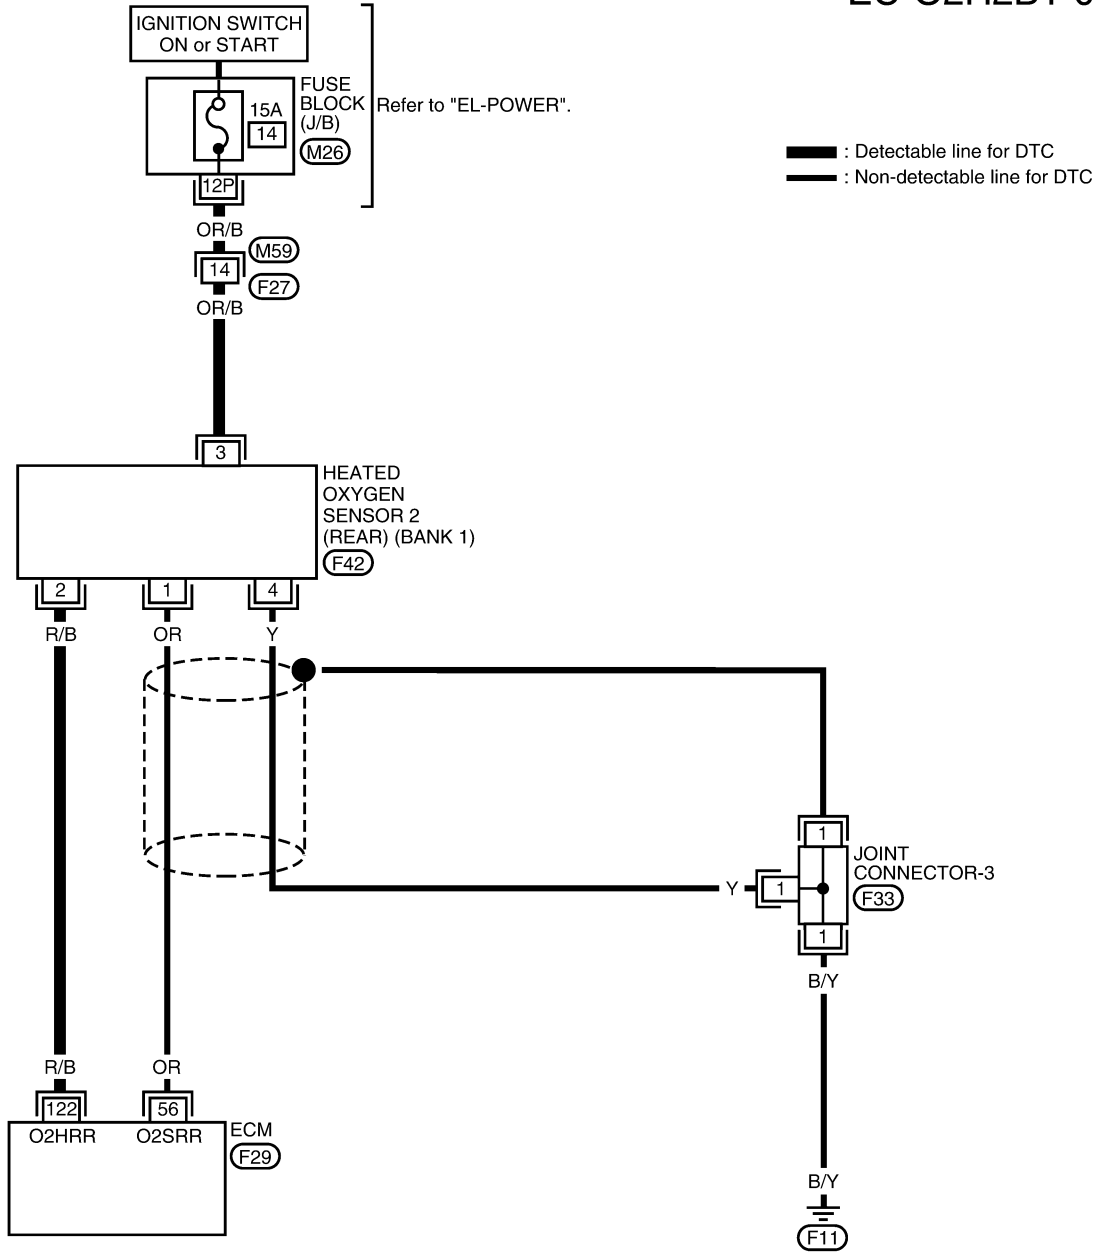 IGNITION SWITCH
ON or START
FUSE
BLOCK
(J/B)
M26
15A
14
Refer to "EL-POWER".
: Detectable line for DTC
: Non-detectable line for DTC
12P
OR/B
M59
14
F27
OR/B
3
HEATED
OXYGEN
SENSOR 2
(REAR) (BANK 1)
F42
2
1
4
R/B
OR
Y
1
JOINT
CONNECTOR-3
F33
Y
1
1
B/Y
R/B
OR
122
56
O2HRR
O2SRR
ECM
F29
B/Y
F11